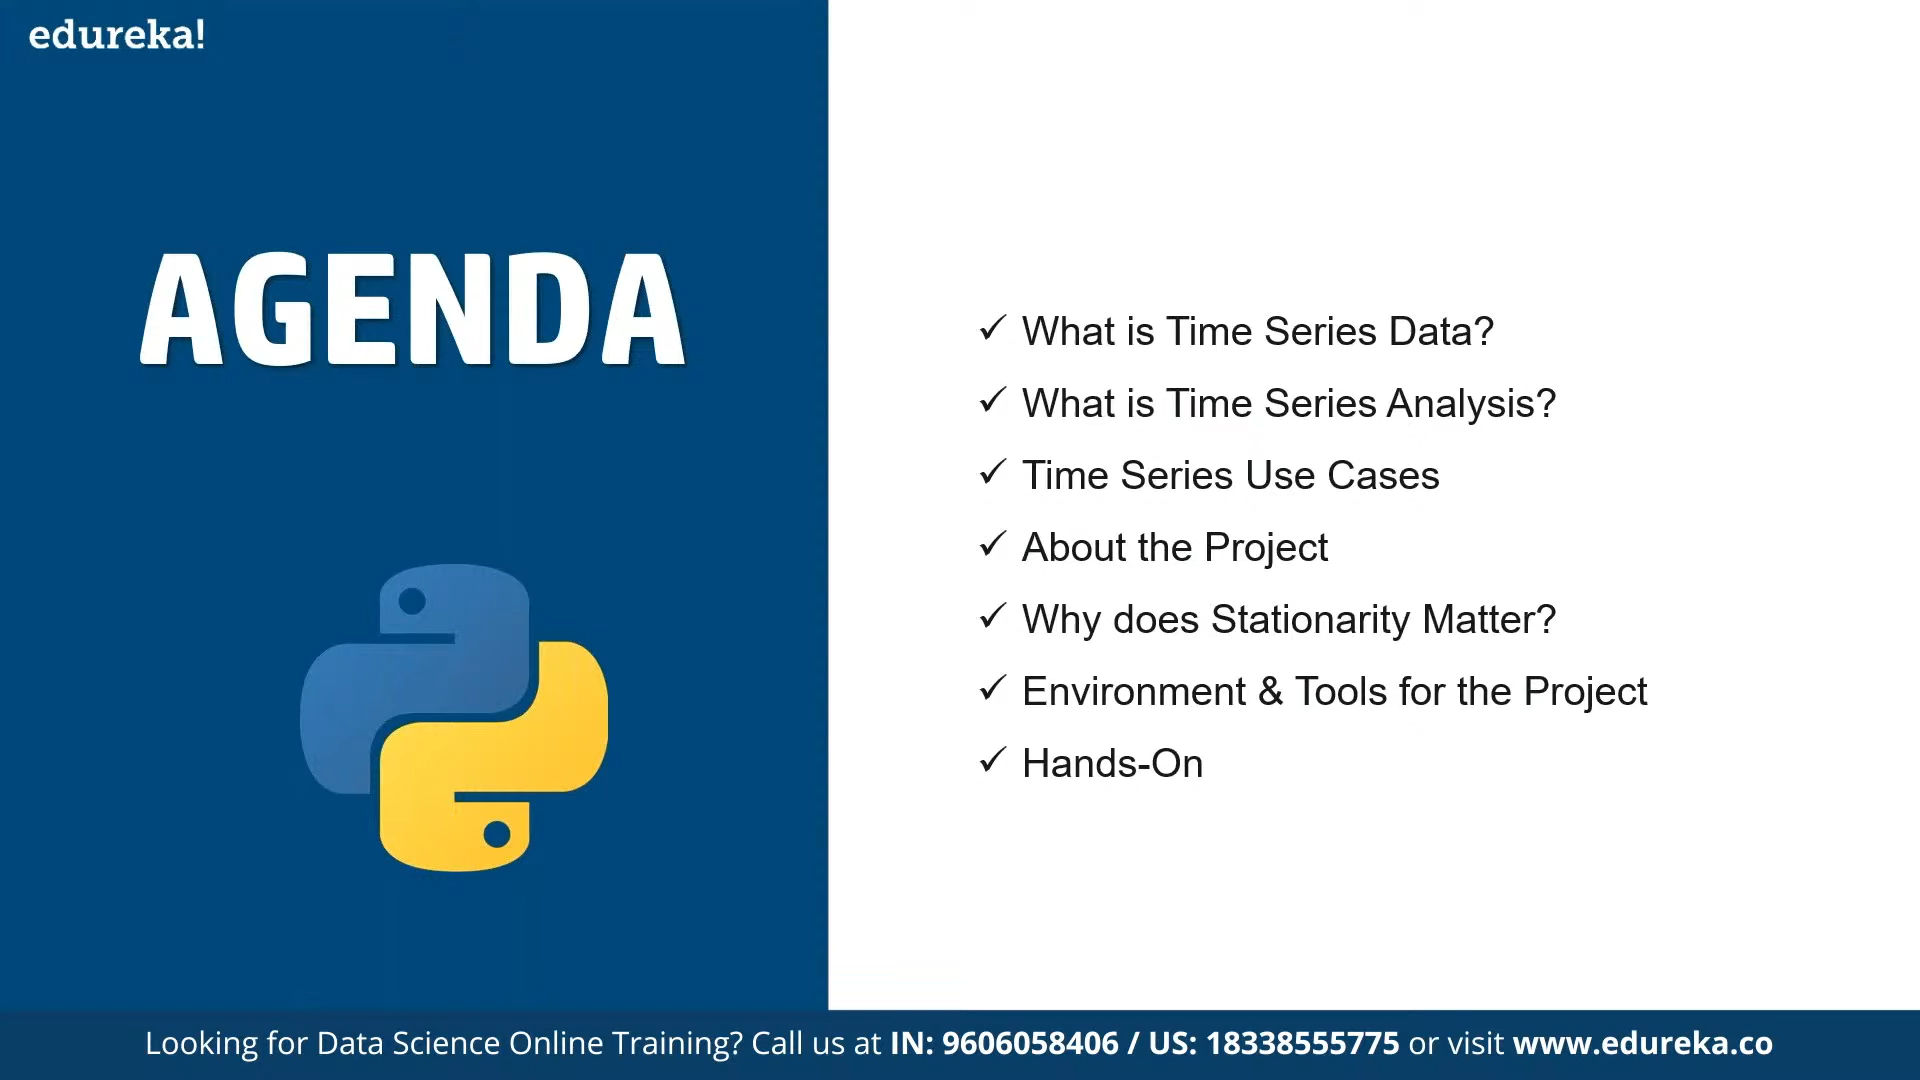 edureka!
AGENDA
✓ What is Time Series Data?
✓ What is Time Series Analysis?
✓ Time Series Use Cases
✓ About the Project
✓ Why does Stationarity Matter?
✓ Environment & Tools for the Project
✓ Hands-On
Looking for Data Science Online Training? Call us at IN: 9606058406 / US: 18338555775 or visit www.edureka.co